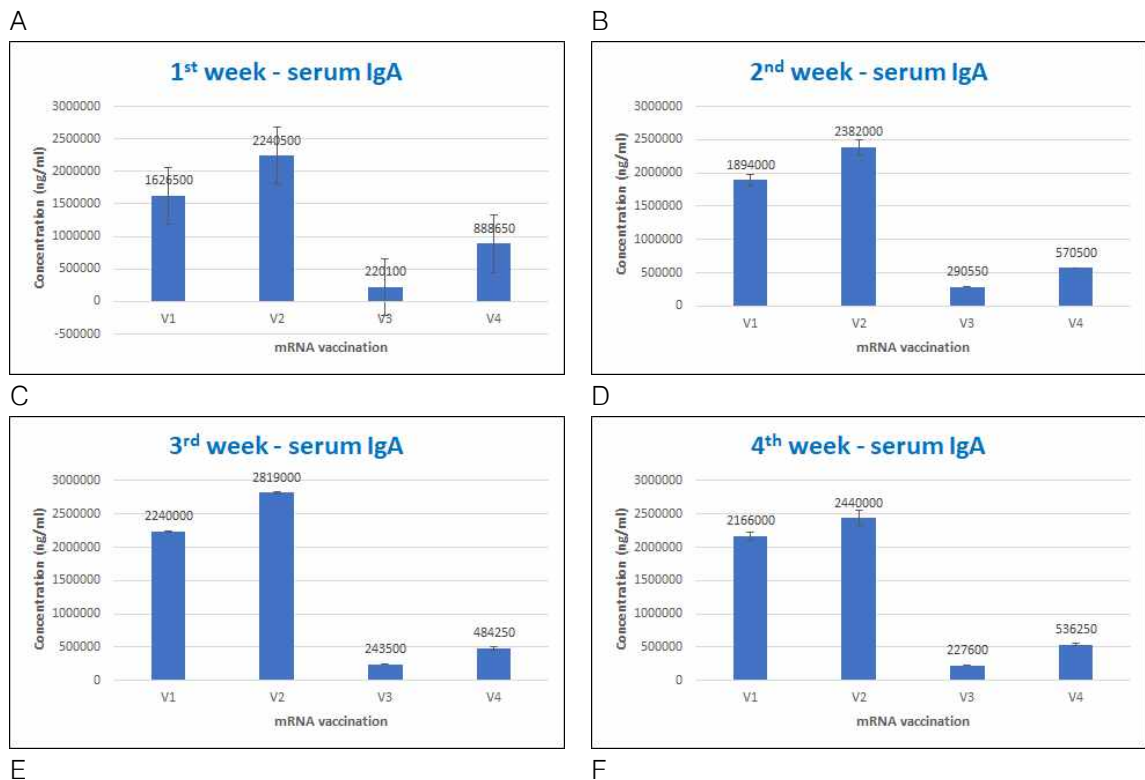 A
1st week - serum IgA
Concentration (ng/ml)
3000000
2500000
2000000
1500000
1000000
500000
0
-500000
1626500
2240500
220100
888650
V1 V2 V3 V4
mRNA vaccination
B
2nd week - serum IgA
Concentration (ng/ml)
3000000
2500000
2000000
1500000
1000000
500000
0
1894000
2382000
290550
570500
V1 V2 V3 V4
mRNA vaccination
C
3rd week - serum IgA
Concentration (ng/ml)
3000000
2500000
2000000
1500000
1000000
500000
0
2240000
2819000
243500
484250
V1 V2 V3 V4
mRNA vaccination
D
4th week - serum IgA
Concentration (ng/ml)
3000000
2500000
2000000
1500000
1000000
500000
0
2166000
2440000
227600
536250
V1 V2 V3 V4
mRNA vaccination
E
F